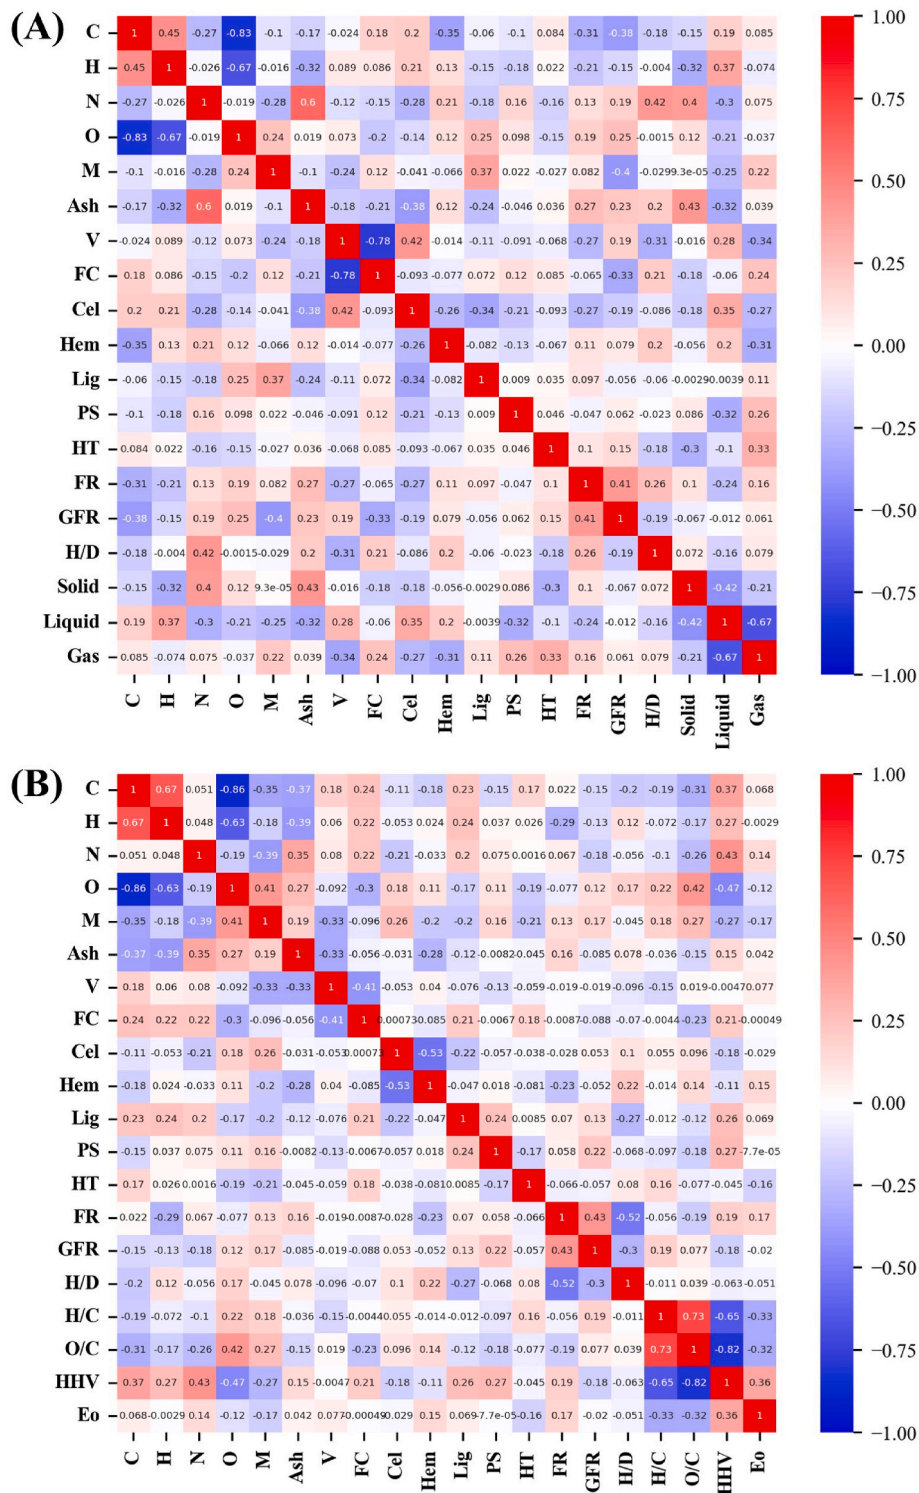 (A)
C 1 0.45 -0.27 -0.83 -0.1 -0.17 -0.024 0.18 0.2 -0.35 -0.06 -0.1 0.084 -0.31 -0.38 -0.18 -0.15 0.19 0.085
H 0.45 1 -0.026 -0.67 -0.016 -0.32 0.089 0.086 0.21 0.13 -0.15 -0.18 0.022 -0.21 -0.15 -0.004 -0.32 0.37 -0.074
N -0.27 -0.026 1 -0.019 -0.28 0.6 -0.12 -0.15 -0.28 0.21 -0.18 0.16 -0.16 0.13 0.19 0.42 0.4 -0.3 0.075
O -0.83 -0.67 -0.019 1 0.24 0.019 0.073 -0.2 -0.14 0.12 0.25 0.098 -0.15 0.19 0.25 -0.0015 0.12 -0.21 -0.037
M -0.1 -0.016 -0.28 0.24 1 -0.1 -0.24 0.12 -0.041 -0.066 0.37 0.022 -0.027 0.082 -0.4 -0.029 9.3e-05 -0.25 0.22
Ash -0.17 -0.32 0.6 0.019 -0.1 1 -0.18 -0.21 -0.38 0.12 -0.24 -0.046 0.036 0.27 0.23 0.2 0.43 -0.32 0.039
V -0.024 0.089 -0.12 0.073 -0.24 -0.18 1 -0.78 0.42 -0.014 -0.11 -0.091 -0.068 -0.27 0.19 -0.31 -0.016 0.28 -0.34
FC 0.18 0.086 -0.15 -0.2 0.12 -0.21 -0.78 1 -0.093 -0.077 0.072 0.12 0.085 -0.065 -0.33 0.21 -0.18 -0.06 0.24
Cel 0.2 0.21 -0.28 -0.14 -0.041 -0.38 0.42 -0.093 1 -0.26 -0.34 -0.21 -0.093 -0.27 -0.19 -0.086 -0.18 0.35 -0.27
Hem -0.35 0.13 0.21 0.12 -0.066 0.12 -0.014 -0.077 -0.26 1 -0.082 -0.13 -0.067 0.11 0.079 0.2 -0.056 0.2 -0.31
Lig -0.06 -0.15 -0.18 0.25 0.37 -0.24 -0.11 0.072 -0.34 -0.082 1 0.009 0.035 0.097 -0.056 -0.06 -0.0029 -0.0039 0.11
PS -0.1 -0.18 0.16 0.098 0.022 -0.046 -0.091 0.12 -0.21 -0.13 0.009 1 0.046 -0.047 0.062 -0.023 0.086 -0.32 0.26
HT 0.084 0.022 -0.16 -0.15 -0.027 0.036 -0.068 0.085 -0.093 -0.067 0.035 0.046 1 0.1 0.15 -0.18 -0.3 -0.1 0.33
FR -0.31 -0.21 0.13 0.19 0.082 0.27 -0.27 -0.065 -0.27 0.11 0.097 -0.047 0.1 1 0.41 0.26 0.1 -0.24 0.16
GFR -0.38 -0.15 0.19 0.25 -0.4 0.23 0.19 -0.33 -0.19 0.079 -0.056 0.062 0.15 0.41 1 -0.19 -0.067 -0.012 0.061
H/D -0.18 -0.004 0.42 -0.0015 -0.029 0.2 -0.31 0.21 -0.086 0.2 -0.06 -0.023 -0.18 0.26 -0.19 1 0.072 -0.16 0.079
Solid -0.15 -0.32 0.4 0.12 9.3e-05 0.43 -0.016 -0.18 -0.18 -0.056 -0.0029 0.086 -0.3 0.1 -0.067 0.072 1 -0.42 -0.21
Liquid 0.19 0.37 -0.3 -0.21 -0.25 -0.32 0.28 -0.06 0.35 0.2 -0.0039 -0.32 -0.1 -0.24 -0.012 -0.16 -0.42 1 -0.67
Gas 0.085 -0.074 0.075 -0.037 0.22 0.039 -0.34 0.24 -0.27 -0.31 0.11 0.26 0.33 0.16 0.061 0.079 -0.21 -0.67 1
C H N O M Ash V FC Cel Hem Lig PS HT FR GFR H/D Solid Liquid Gas
1.00
0.75
0.50
0.25
0.00
−0.25
−0.50
−0.75
−1.00
(B)
C 1 0.67 0.051 -0.86 -0.35 -0.37 0.18 0.24 -0.11 -0.18 0.23 -0.15 0.17 0.022 -0.15 -0.2 -0.19 -0.31 0.37 0.068
H 0.67 1 0.048 -0.63 -0.18 -0.39 0.06 0.22 -0.053 0.024 0.24 0.037 0.026 -0.29 -0.13 0.12 -0.072 -0.17 0.27 -0.0029
N 0.051 0.048 1 -0.19 -0.39 0.35 0.08 0.22 -0.21 -0.033 0.2 0.075 0.0016 0.067 -0.18 -0.056 -0.1 -0.26 0.43 0.14
O -0.86 -0.63 -0.19 1 0.41 0.27 -0.092 -0.3 0.18 0.11 -0.17 0.11 -0.19 -0.077 0.12 0.17 0.22 0.42 -0.47 -0.12
M -0.35 -0.18 -0.39 0.41 1 0.19 -0.33 -0.096 0.26 -0.2 -0.2 0.16 -0.21 0.13 0.17 -0.045 0.18 0.27 -0.27 -0.17
Ash -0.37 -0.39 0.35 0.27 0.19 1 -0.33 -0.056 -0.031 -0.28 -0.12 -0.0082 -0.045 0.16 -0.085 0.078 -0.036 -0.15 0.15 0.042
V 0.18 0.06 0.08 -0.092 -0.33 -0.33 1 -0.41 -0.053 0.04 -0.076 -0.13 -0.059 -0.019 -0.019 -0.096 -0.15 0.019 -0.0047 0.077
FC 0.24 0.22 0.22 -0.3 -0.096 -0.056 -0.41 1 0.00073 -0.085 0.21 -0.0067 0.18 -0.0087 -0.088 -0.07 -0.0044 -0.23 0.21 -0.00049
Cel -0.11 -0.053 -0.21 0.18 0.26 -0.031 -0.053 0.00073 1 -0.53 -0.22 -0.057 -0.038 -0.028 0.053 0.1 0.055 0.096 -0.18 -0.029
Hem -0.18 0.024 -0.033 0.11 -0.2 -0.28 0.04 -0.085 -0.53 1 -0.047 0.018 -0.081 -0.23 -0.052 0.22 -0.014 0.14 -0.11 0.15
Lig 0.23 0.24 0.2 -0.17 -0.2 -0.12 -0.076 0.21 -0.22 -0.047 1 0.24 0.0085 0.07 0.13 -0.27 -0.012 -0.12 0.26 0.069
PS -0.15 0.037 0.075 0.11 0.16 -0.0082 -0.13 -0.0067 -0.057 0.018 0.24 1 -0.17 0.058 0.22 -0.068 -0.097 -0.18 0.27 -7.7e-05
HT 0.17 0.026 0.0016 -0.19 -0.21 -0.045 -0.059 0.18 -0.038 -0.081 0.0085 -0.17 1 -0.066 -0.057 0.08 0.16 -0.077 -0.045 -0.16
FR 0.022 -0.29 0.067 -0.077 0.13 0.16 -0.019 -0.0087 -0.028 -0.23 0.07 0.058 -0.066 1 0.43 -0.52 -0.056 -0.19 0.19 0.17
GFR -0.15 -0.13 -0.18 0.12 0.17 -0.085 -0.019 -0.088 0.053 -0.052 0.13 0.22 -0.057 0.43 1 -0.3 0.19 0.077 -0.18 -0.02
H/D -0.2 0.12 -0.056 0.17 -0.045 0.078 -0.096 -0.07 0.1 0.22 -0.27 -0.068 0.08 -0.52 -0.3 1 -0.011 0.039 -0.063 -0.051
H/C -0.19 -0.072 -0.1 0.22 0.18 -0.036 -0.15 -0.0044 0.055 -0.014 -0.012 -0.097 0.16 -0.056 0.19 -0.011 1 0.73 -0.65 -0.33
O/C -0.31 -0.17 -0.26 0.42 0.27 -0.15 0.019 -0.23 0.096 0.14 -0.12 -0.18 -0.077 -0.19 0.077 0.039 0.73 1 -0.82 -0.32
HHV 0.37 0.27 0.43 -0.47 -0.27 0.15 -0.0047 0.21 -0.18 -0.11 0.26 0.27 -0.045 0.19 -0.18 -0.063 -0.65 -0.82 1 0.36
Eo 0.068 -0.0029 0.14 -0.12 -0.17 0.042 0.077 -0.00049 -0.029 0.15 0.069 -7.7e-05 -0.16 0.17 -0.02 -0.051 -0.33 -0.32 0.36 1
C H N O M Ash V FC Cel Hem Lig PS HT FR GFR H/D H/C O/C HHV Eo
1.00
0.75
0.50
0.25
0.00
−0.25
−0.50
−0.75
−1.00